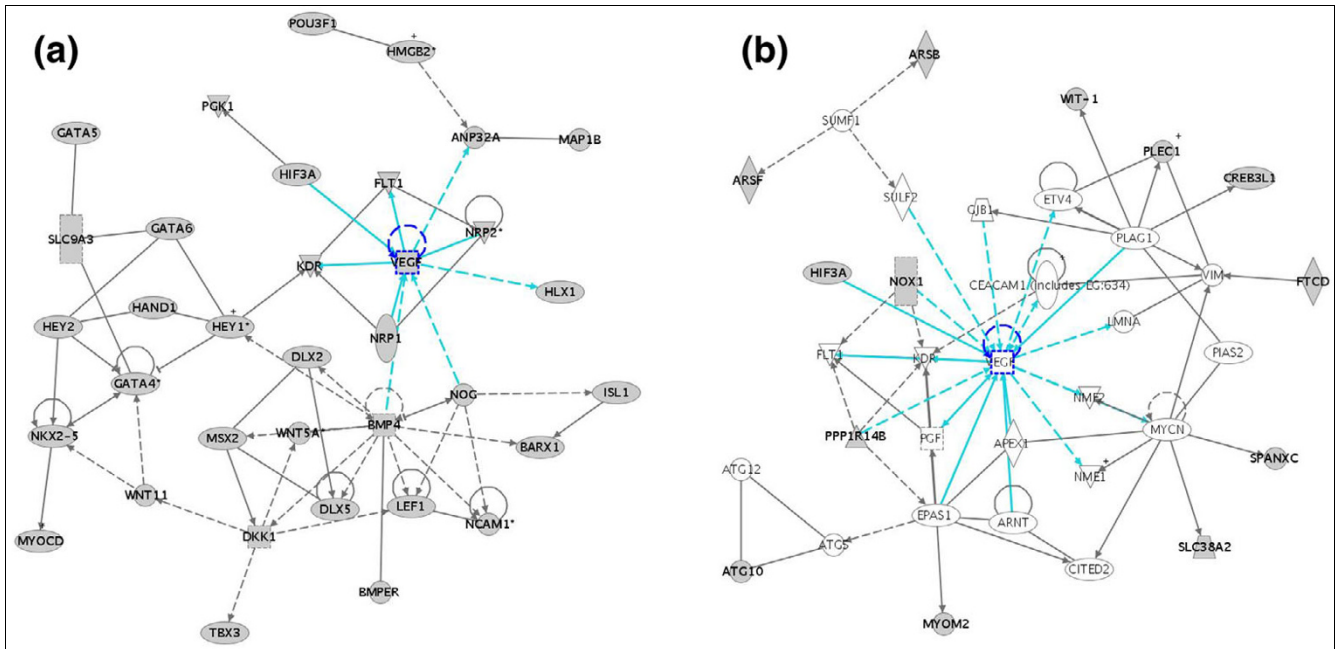 (a)
POU3F1
+
HMGB2*
PGK1
GATA5
ANP32A
MAP1B
HIF3A
FLT1
SLC9A3
GATA6
NRP2*
KDR
VEGF
HLX1
HAND1
HEY2
+
HEY1*
NRP1
DLX2
GATA4*
NOG
ISL1
BMP4
NKX2-5
MSX2
WNT5A*
BARX1
WNT11
DLX5
LEF1
NCAM1*
MYOCD
DKK1
BMPER
TBX3
(b)
ARSB
WIT-1
SUMF1
+
PLEC1
ARSF
CREB3L1
SULF2
GJB1
ETV4
PLAG1
+
HIF3A
NOX1
CEACAM1 (includes EG:634)
VIM
FTCD
LMNA
FLT1
KDR
VEGF
PIAS2
NME2
PPP1R14B
PGF
APEX1
MYCN
+
NME1
SPANXC
ATG12
EPAS1
ARNT
ATG5
SLC38A2
ATG10
CITED2
MYOM2